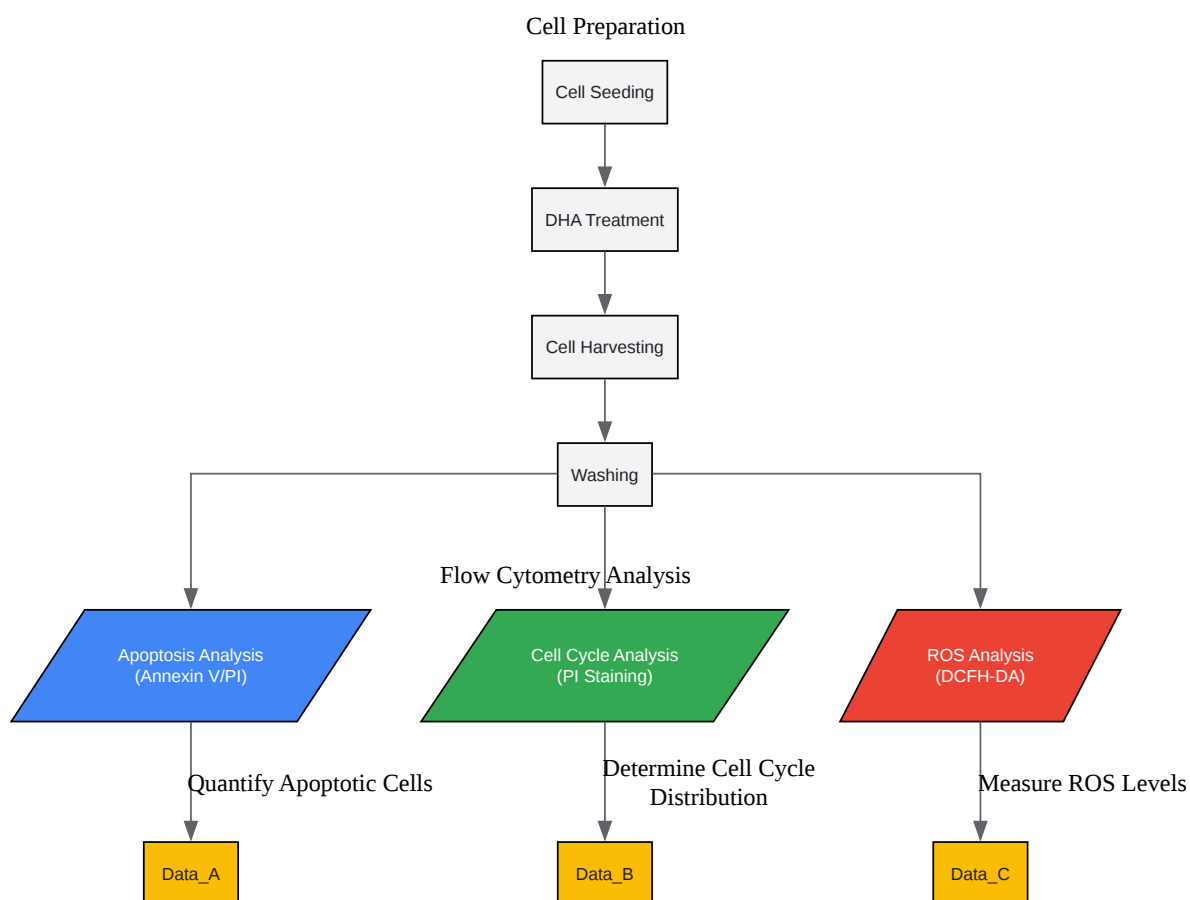 Cell Preparation
Cell Seeding
DHA Treatment
Cell Harvesting
Washing
Flow Cytometry Analysis
Apoptosis Analysis
(Annexin V/PI)
Cell Cycle Analysis
(PI Staining)
ROS Analysis
(DCFH-DA)
Quantify Apoptotic Cells
Determine Cell Cycle
Distribution
Measure ROS Levels
Data_A
Data_B
Data_C